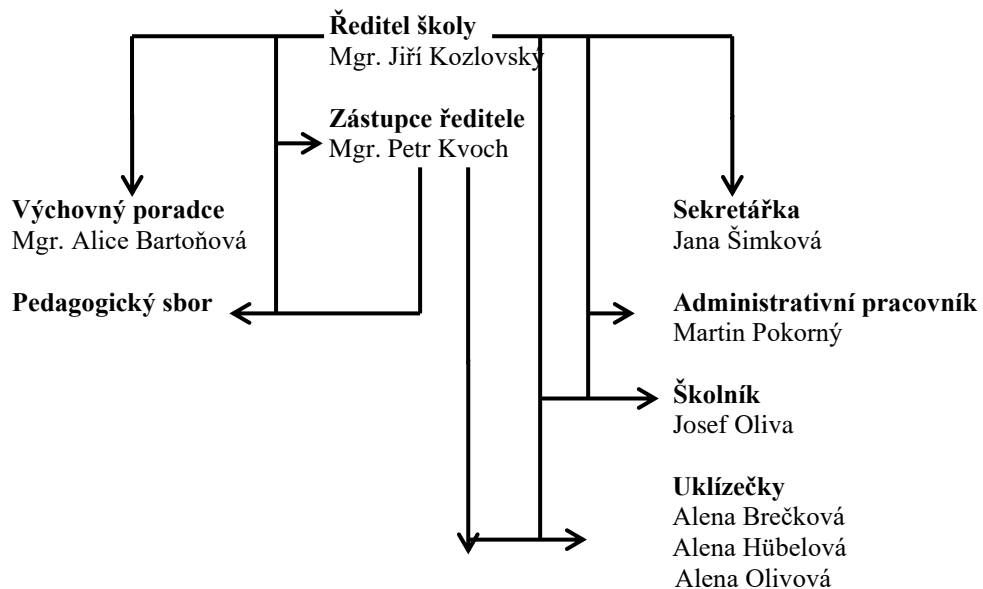 Ředitel školy
Mgr. Jiří Kozlovský
Zástupce ředitele
Mgr. Petr Kvoch
Výchovný poradce
Mgr. Alice Bartoňová
Sekretářka
Jana Šimková
Pedagogický sbor
Administrativní pracovník
Martin Pokorný
Školník
Josef Oliva
Uklízečky
Alena Brečková
Alena Hübelová
Alena Olivová